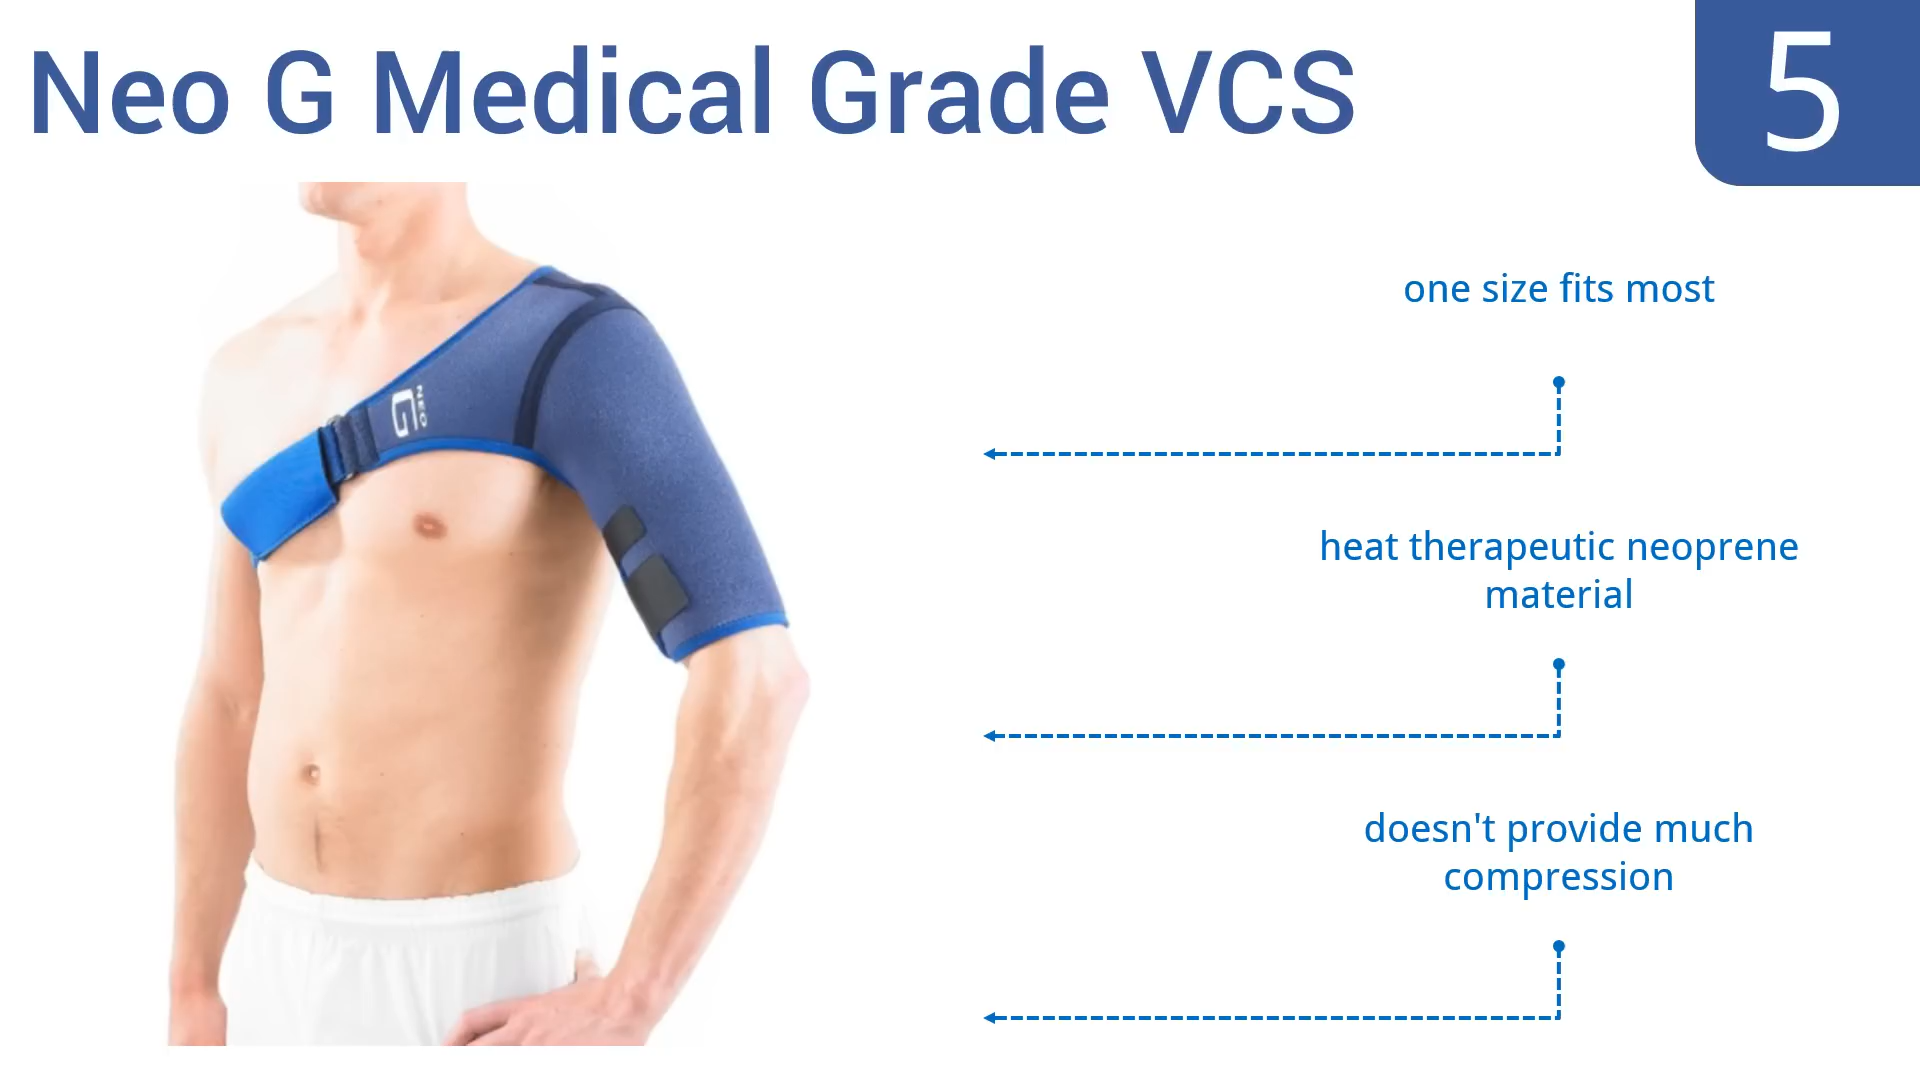 Neo G Medical Grade VCS
5
one size fits most
NEO
G
heat therapeutic neoprene
material
doesn't provide much
compression